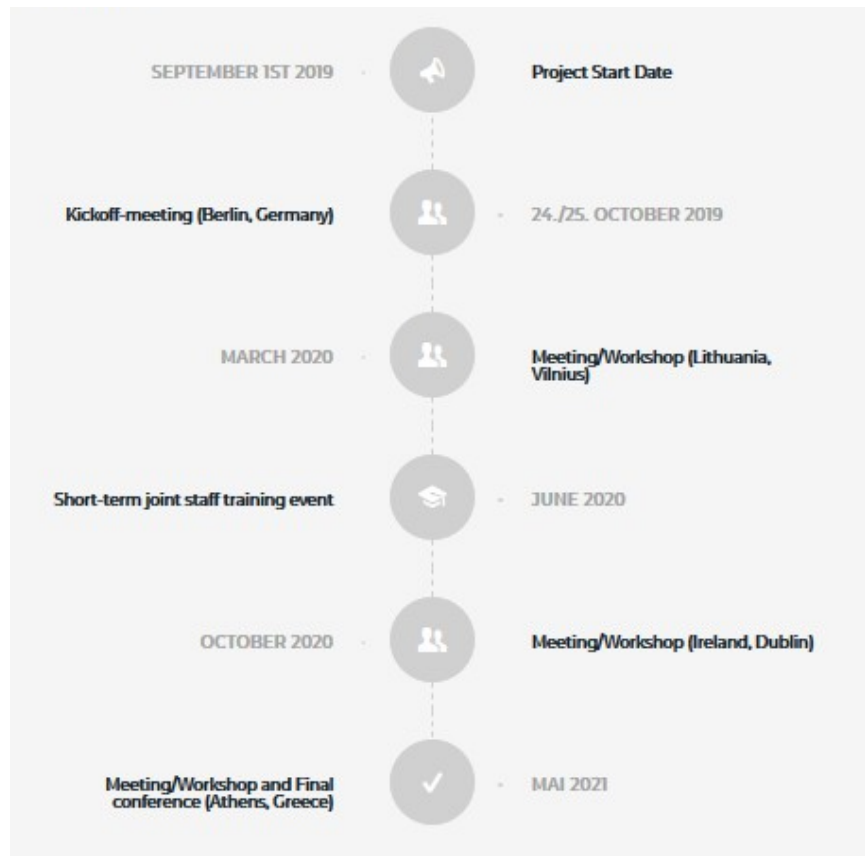 SEPTEMBER 1ST 2019
Project Start Date
Kickoff-meeting (Berlin, Germany)
24./25. OCTOBER 2019
MARCH 2020
Meeting/Workshop (Lithuania,
Vilnius)
Short-term joint staff training event
JUNE 2020
OCTOBER 2020
Meeting/Workshop (Ireland, Dublin)
Meeting/Workshop and Final
conference (Athens, Greece)
MAI 2021